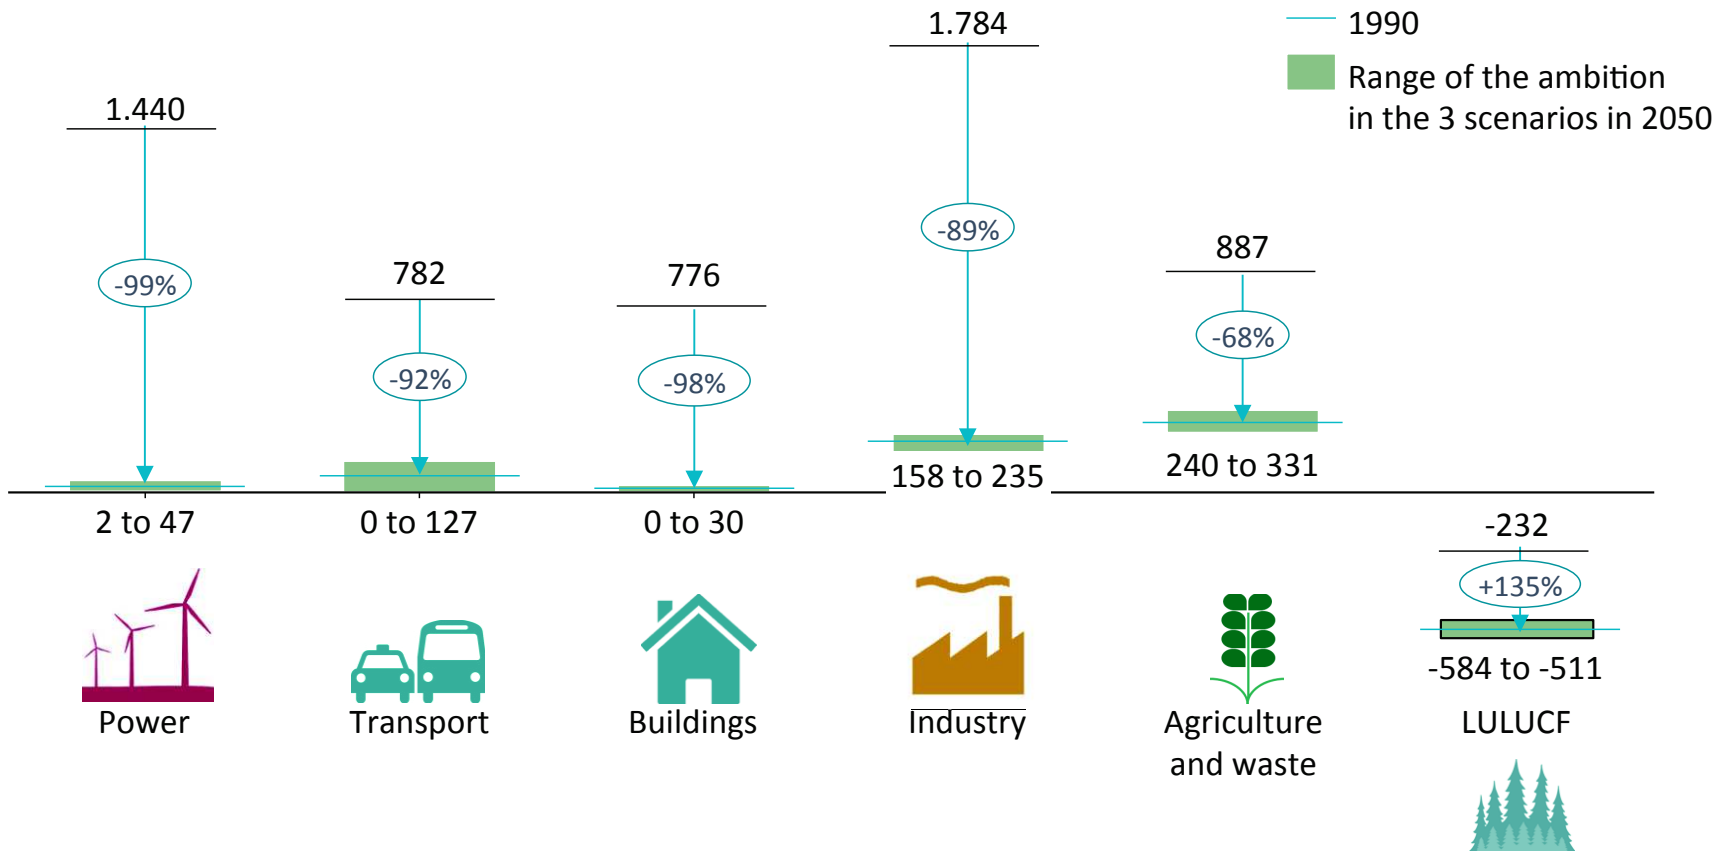 1990
Range of the ambition
in the 3 scenarios in 2050
1.440
-99%
2 to 47
Power
782
-92%
0 to 127
Transport
776
-98%
0 to 30
Buildings
1.784
-89%
158 to 235
Industry
887
-68%
240 to 331
Agriculture
and waste
-232
+135%
-584 to -511
LULUCF